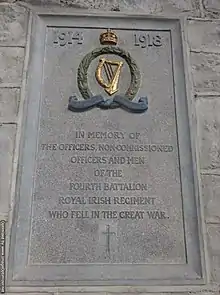 1914 1918
IN MEMORY OF
THE OFFICERS, NON-COMMISSIONED
OFFICERS AND MEN
OF THE
FOURTH BATTALION
ROYAL IRISH REGIMENT
WHO FELL IN THE GREAT WAR.